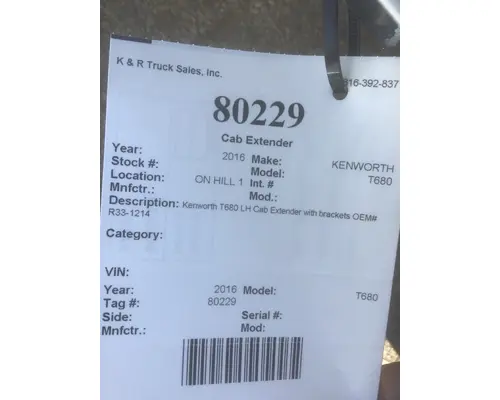 K & R Truck Sales, Inc.
816-392-837
80229
Cab Extender
Year: 2016 Make: KENWORTH
Stock #: Model: T680
Location: ON HILL 1 Int. #
Mnfctr.: Mod.:
Description: Kenworth T680 LH Cab Extender with brackets OEM#
R33-1214
Category:
VIN:
Year: 2016 Model: T680
Tag #: 80229
Side: Serial #:
Mnfctr.: Mod: